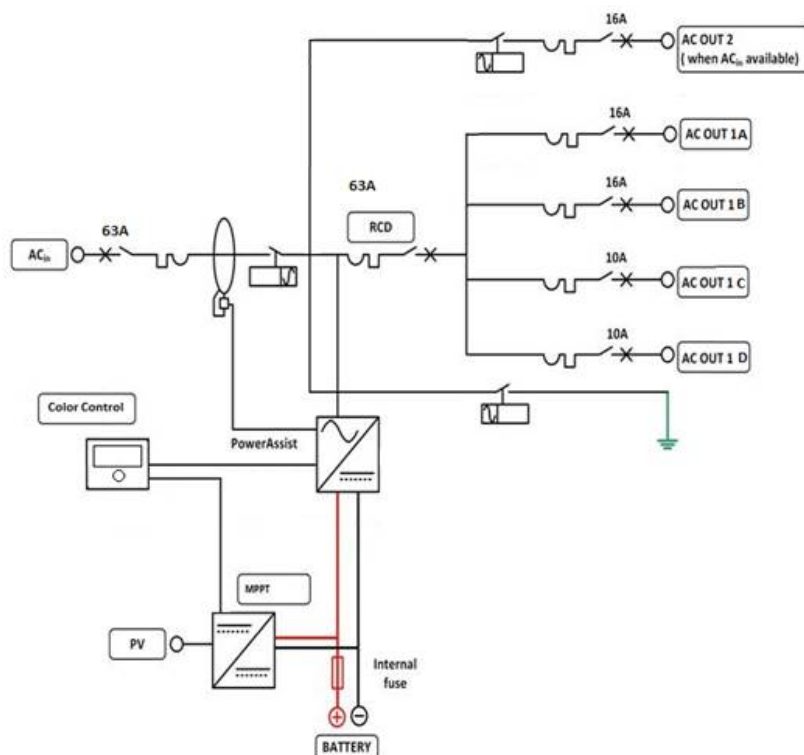 16A
AC OUT 2
( when ACin available)
16A
AC OUT 1A
63A
16A
RCD
AC OUT 1B
63A
ACin
10A
AC OUT 1 C
10A
AC OUT 1 D
Color Control
PowerAssist
MPPT
PV
Internal
fuse
BATTERY